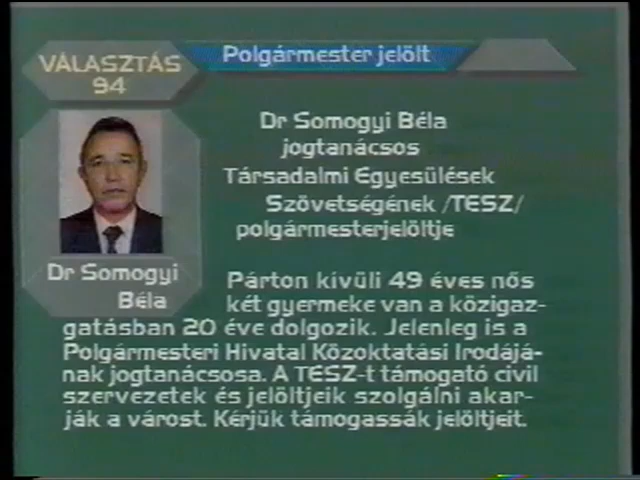 VÁLASZTÁS
94
Polgármester jelölt
Dr Somogyi Béla
jogtanácsos
Társadalmi Egyesülések
Szövetségének /TESZ/
polgármesterjelöltje
Dr Somogyi
Béla
Párton kívüli 49 éves nős
két gyermeke van a közigaz-
gatásban 20 éve dolgozik. Jelenleg is a
Polgármesteri Hivatal Közoktatási Irodájá-
nak jogtanácsosa. A TESZ-t támogató civil
szervezetek és jelöltjeik szolgálni akar-
ják a várost. Kérjük támogassák jelöltjeit.